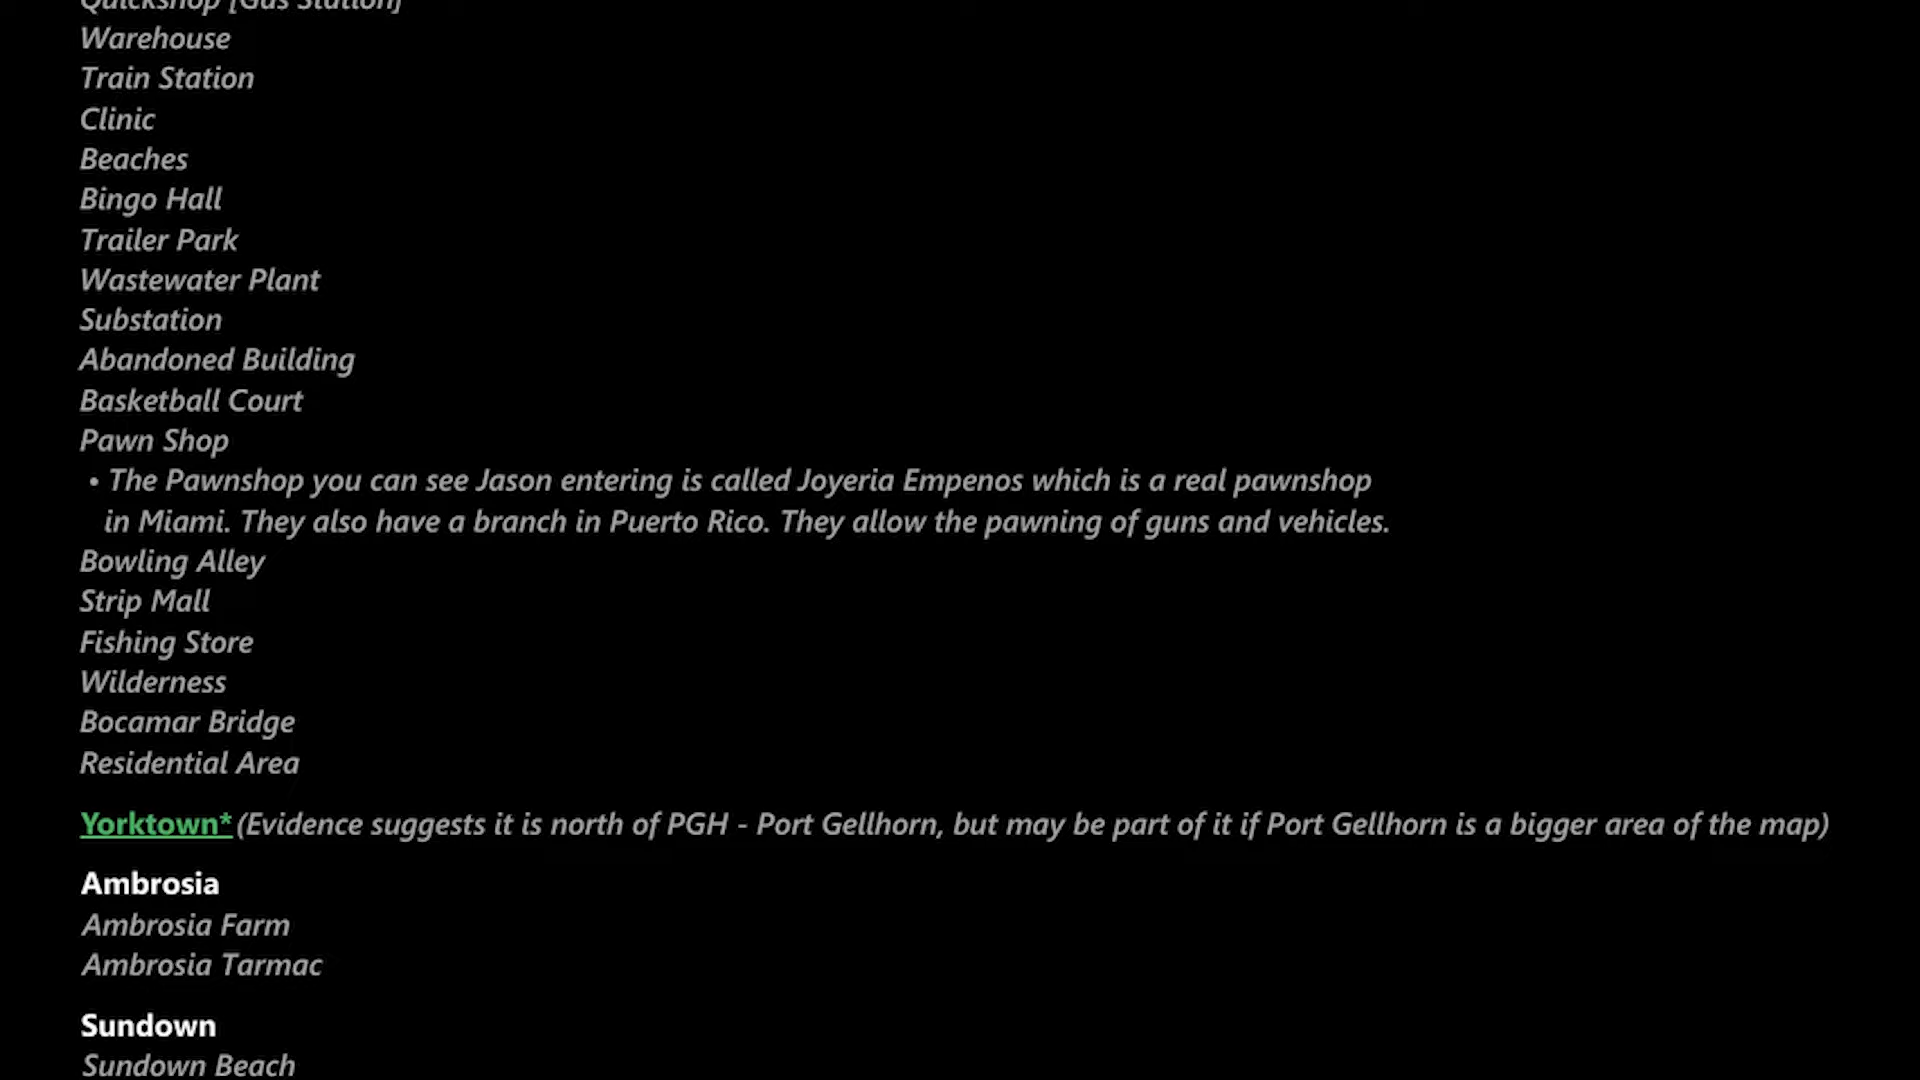 Quickshop [Gas Station]
Warehouse
Train Station
Clinic
Beaches
Bingo Hall
Trailer Park
Wastewater Plant
Substation
Abandoned Building
Basketball Court
Pawn Shop
• The Pawnshop you can see Jason entering is called Joyeria Empenos which is a real pawnshop
in Miami. They also have a branch in Puerto Rico. They allow the pawning of guns and vehicles.
Bowling Alley
Strip Mall
Fishing Store
Wilderness
Bocamar Bridge
Residential Area
Yorktown* (Evidence suggests it is north of PGH - Port Gellhorn, but may be part of it if Port Gellhorn is a bigger area of the map)
Ambrosia
Ambrosia Farm
Ambrosia Tarmac
Sundown
Sundown Beach